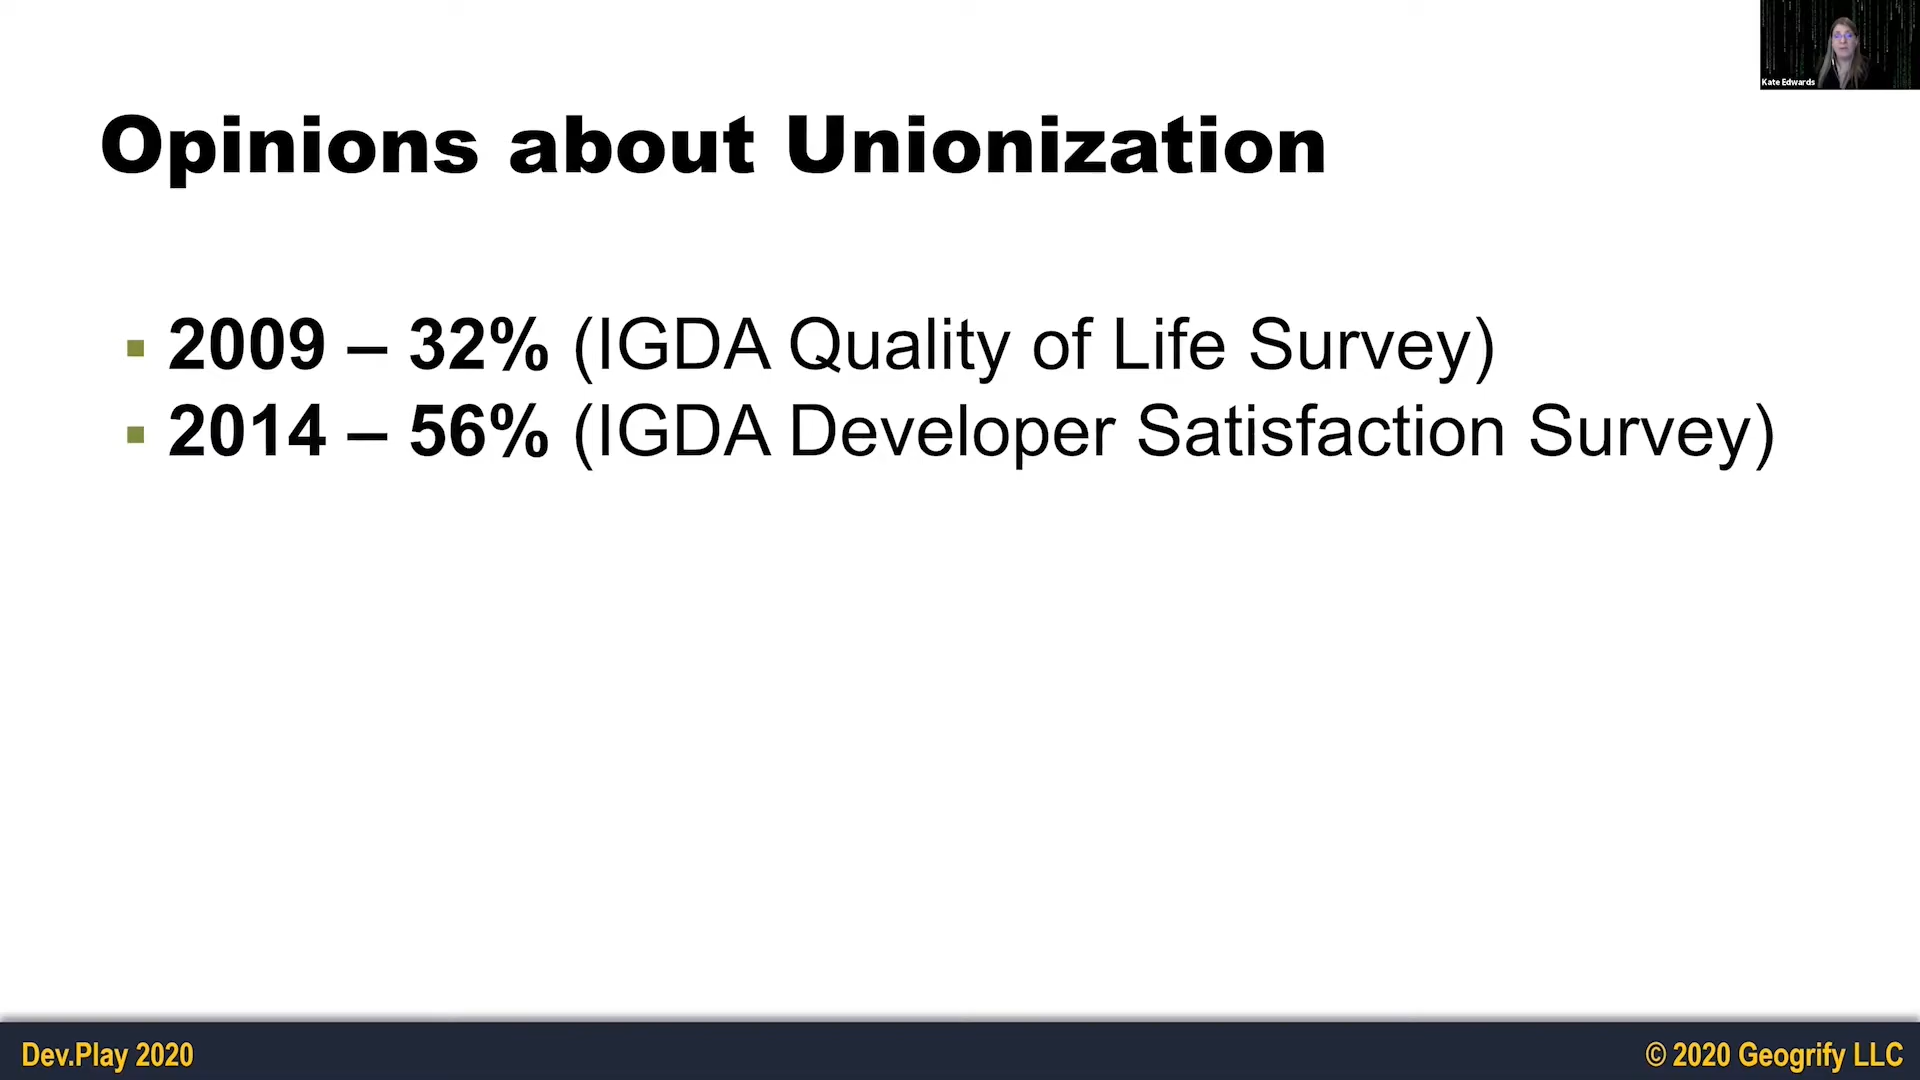 Kate Edwards
Opinions about Unionization
▪ 2009 – 32% (IGDA Quality of Life Survey)
▪ 2014 – 56% (IGDA Developer Satisfaction Survey)
Dev.Play 2020
© 2020 Geogrify LLC